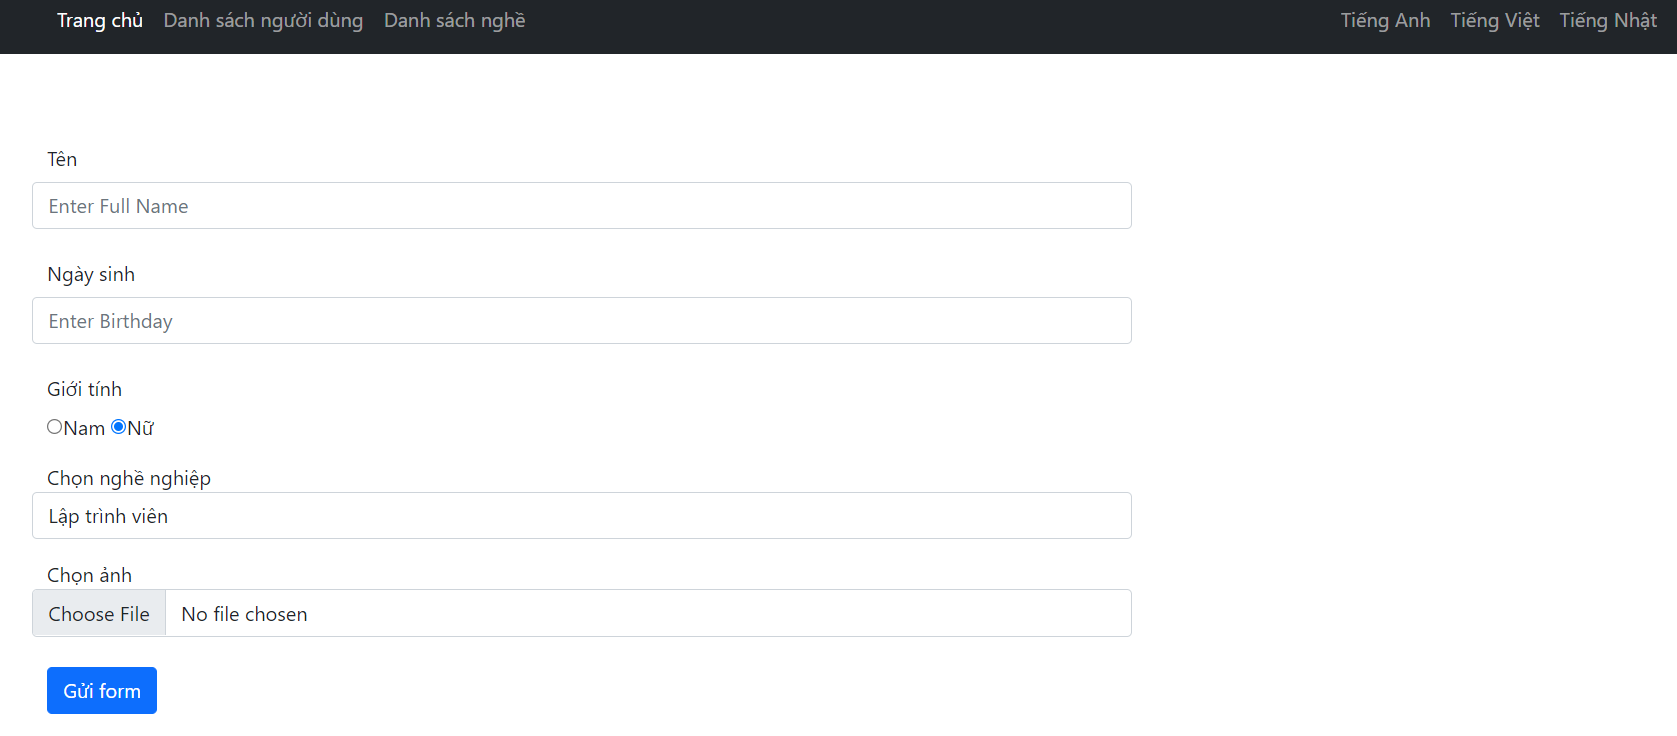 Trang chủ Danh sách người dùng Danh sách nghề Tiếng Anh Tiếng Việt Tiếng Nhật
Tên
Enter Full Name
Ngày sinh
Enter Birthday
Giới tính
Nam Nữ
Chọn nghề nghiệp
Lập trình viên
Chọn ảnh
Choose File No file chosen
Gửi form